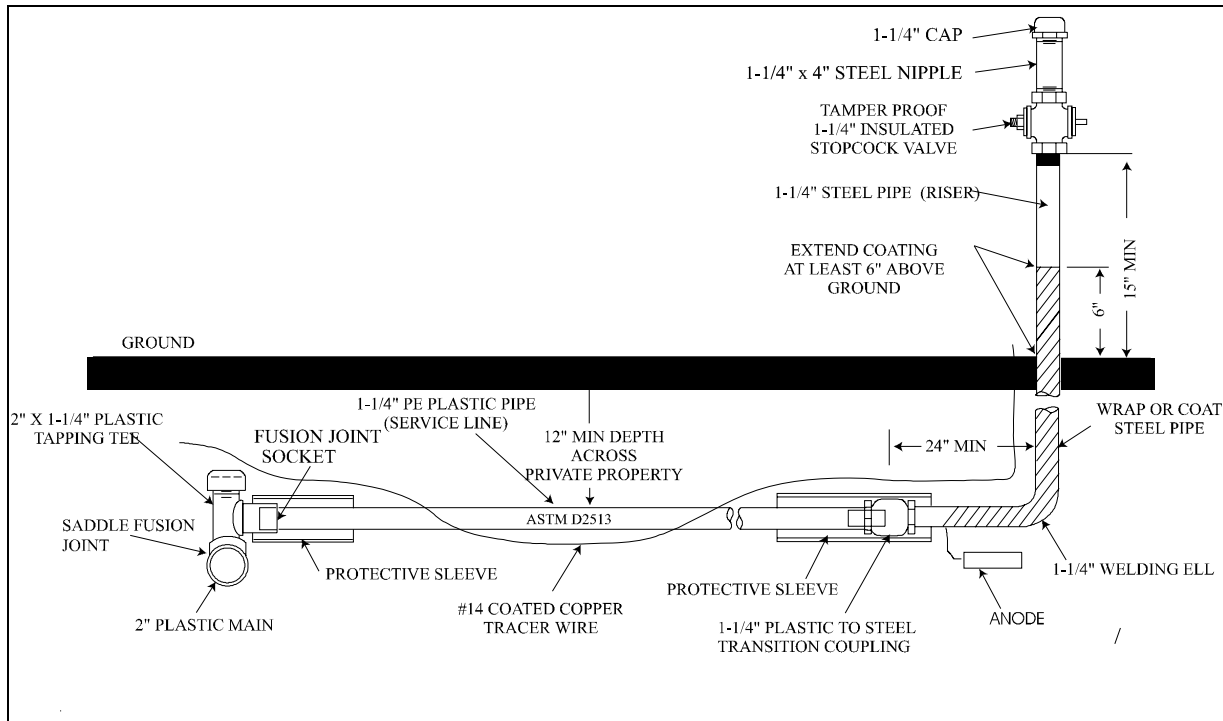 1-1/4" CAP
1-1/4" x 4" STEEL NIPPLE
TAMPER PROOF
1-1/4" INSULATED
STOPCOCK VALVE
1-1/4" STEEL PIPE (RISER)
EXTEND COATING
AT LEAST 6" ABOVE
GROUND
6"
15" MIN
GROUND
2" X 1-1/4" PLASTIC
TAPPING TEE
FUSION JOINT
SOCKET
1-1/4" PE PLASTIC PIPE
(SERVICE LINE)
12" MIN DEPTH
ACROSS
PRIVATE PROPERTY
24" MIN
WRAP OR COAT
STEEL PIPE
SADDLE FUSION
JOINT
ASTM D2513
2" PLASTIC MAIN
PROTECTIVE SLEEVE
#14 COATED COPPER
TRACER WIRE
PROTECTIVE SLEEVE
1-1/4" PLASTIC TO STEEL
TRANSITION COUPLING
ANODE
1-1/4" WELDING ELL
/